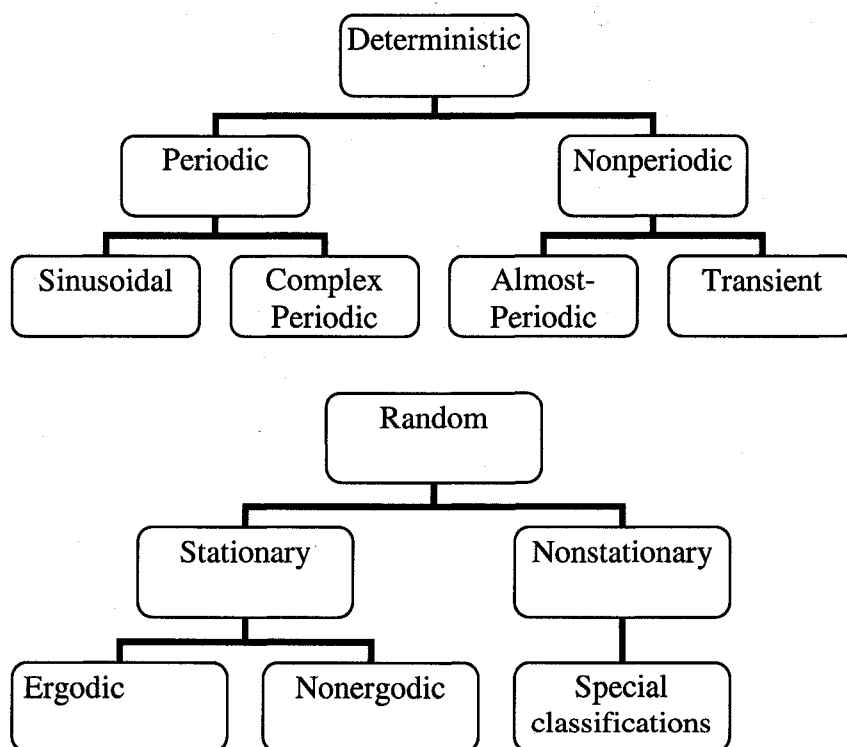 Deterministic
Periodic
Nonperiodic
Sinusoidal
Complex
Periodic
Almost-
Periodic
Transient
Random
Stationary
Nonstationary
Ergodic
Nonergodic
Special
classifications